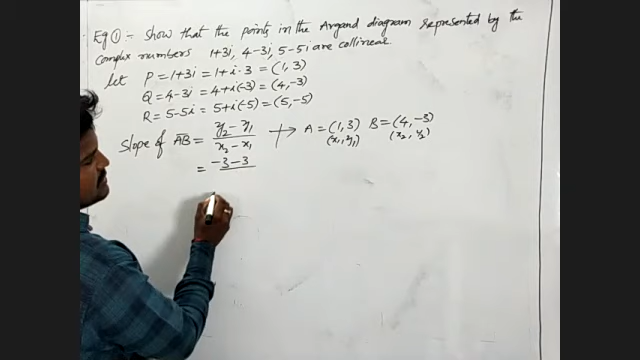 Eg ① :- Show that the points in the Argand diagram represented by the
complex numbers 1+3i, 4-3i, 5-5i are collinear.
let P = 1+3i = 1+i·3 = (1, 3)
Q = 4-3i = 4+i(-3) = (4, -3)
R = 5-5i = 5+i(-5) = (5, -5)
Slope of AB = y2 - y1 / x2 - x1 → A = (1, 3) B = (4, -3)
(x1, y1) (x2, y2)
= -3-3